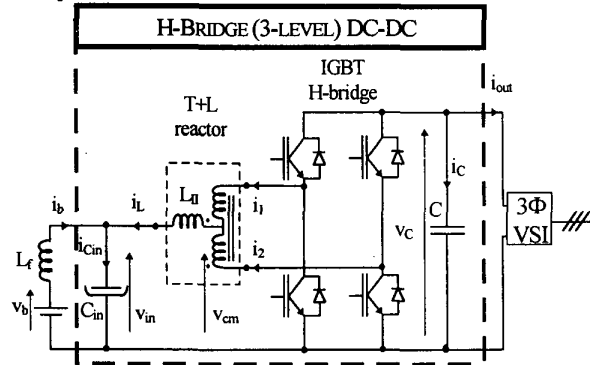 H-BRIDGE (3-LEVEL) DC-DC
IGBT
H-bridge
T+L
reactor
i_out
L_ll
i_b
i_L
i_1
i_C
i_Cin
i_2
v_C
C
3Φ
VSI
L_f
v_b
C_in
v_in
v_cm